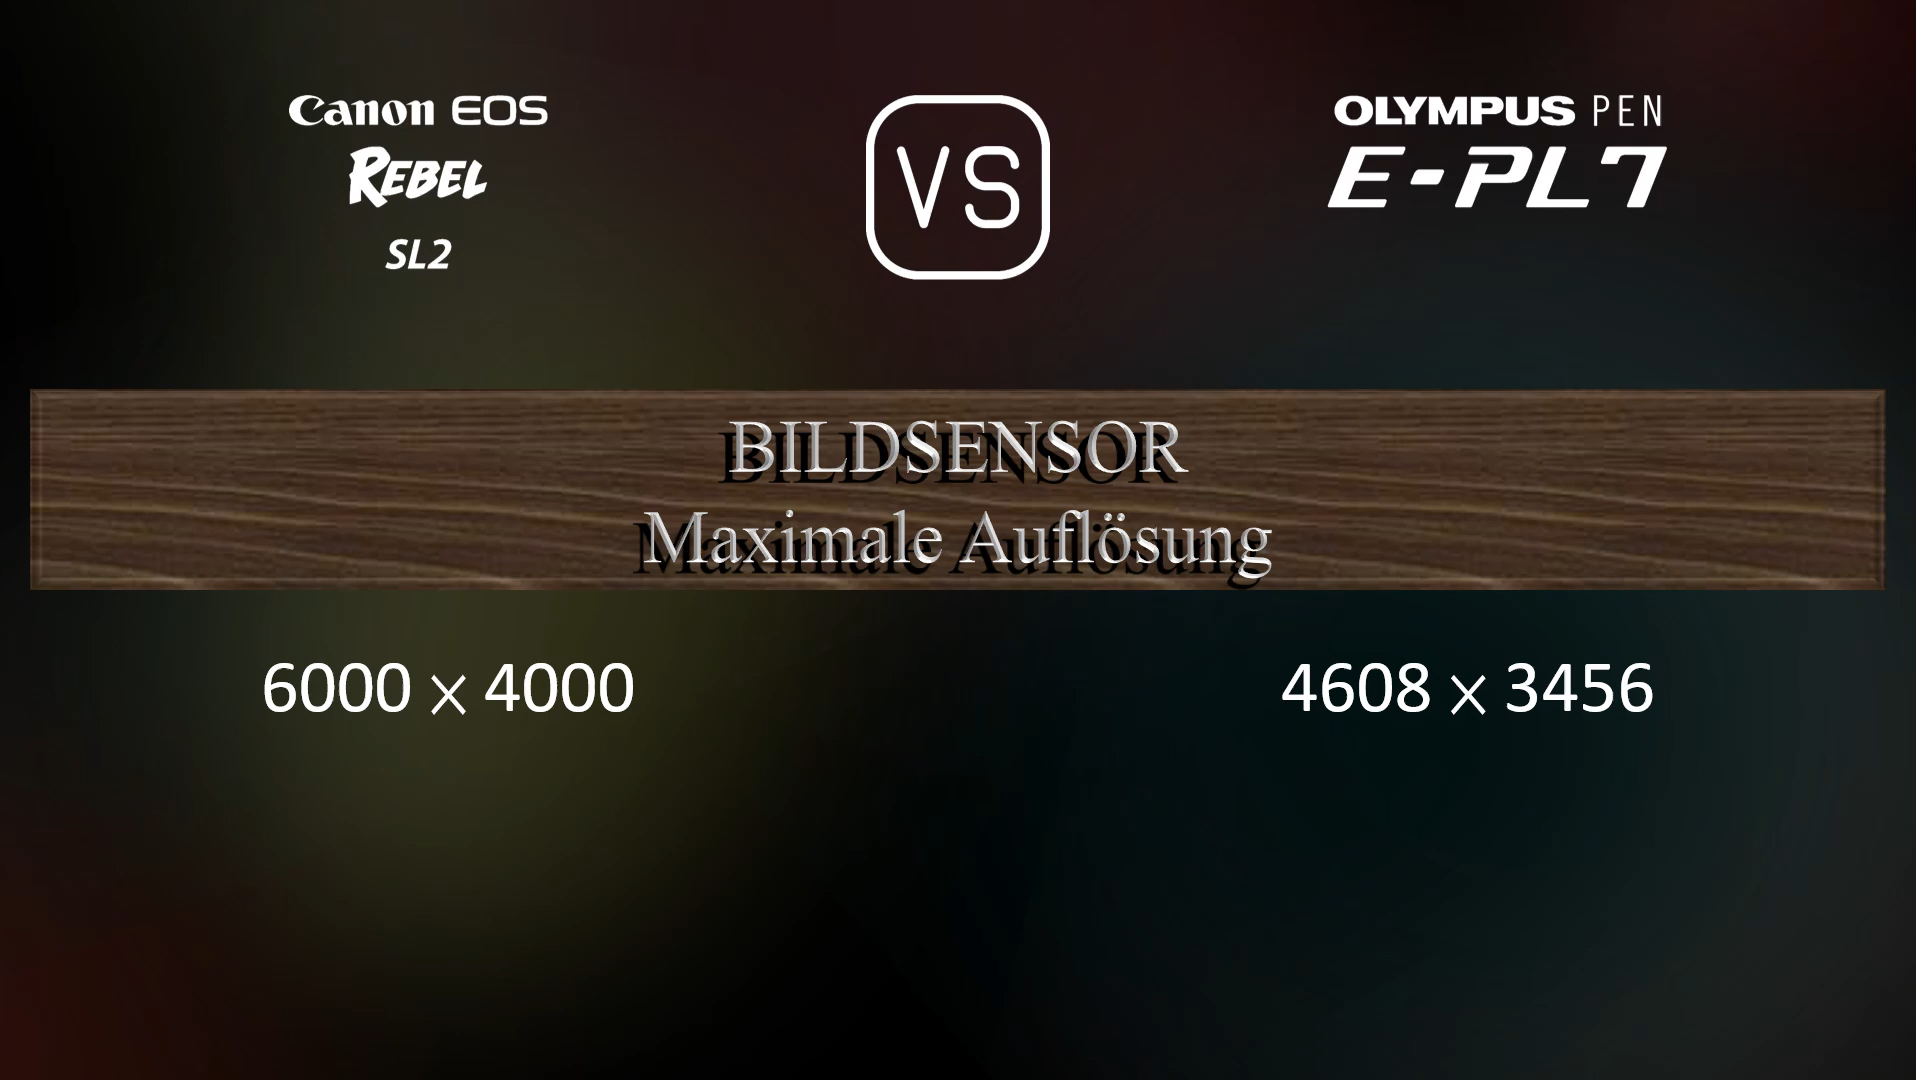 Canon EOS
REBEL
SL2
VS
OLYMPUS PEN
E-PL7
BILDSENSOR
Maximale Auflösung
6000 x 4000
4608 x 3456